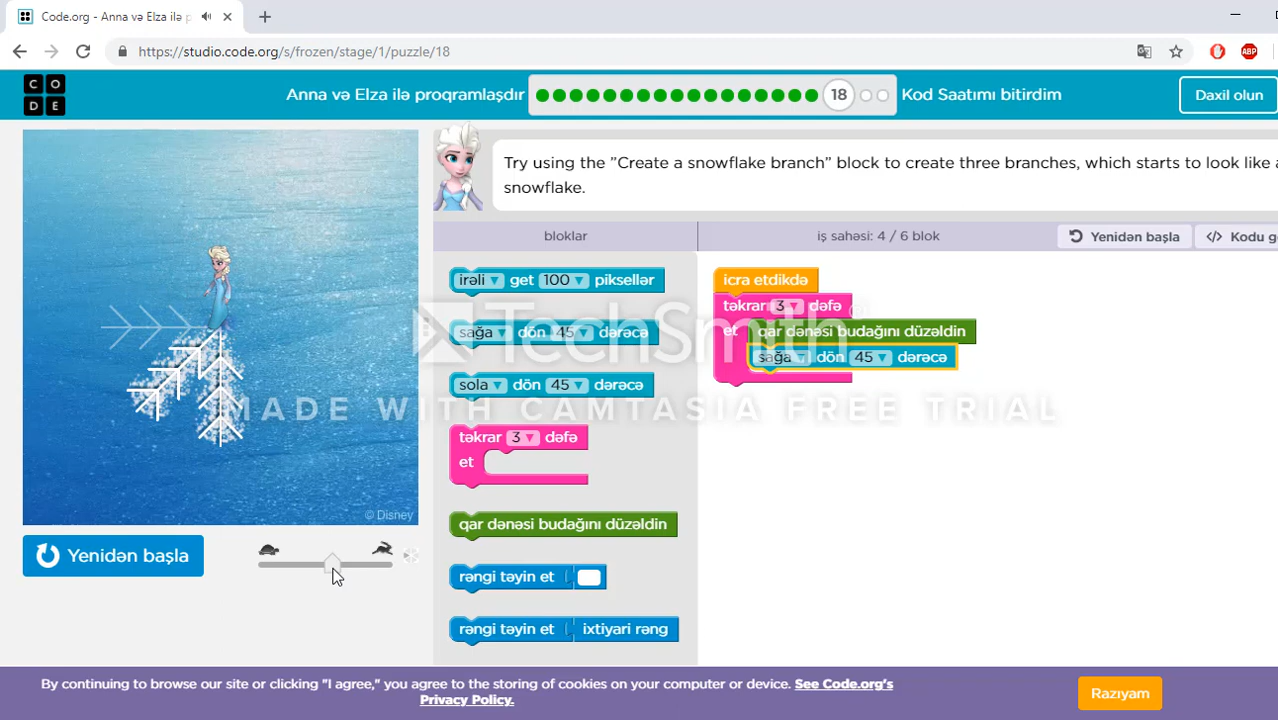 Code.org - Anna və Elza ilə p
https://studio.code.org/s/frozen/stage/1/puzzle/18
ABP
C O
D E
Anna və Elza ilə proqramlaşdır
18
Kod Saatımı bitirdim
Daxil olun
Try using the "Create a snowflake branch" block to create three branches, which starts to look like a
snowflake.
bloklar
iş sahəsi: 4 / 6 blok
Yenidən başla
</> Kodu
irəli get 100 piksellər
sağa dön 45 dərəcə
sola dön 45 dərəcə
təkrar 3 dəfə
et
qar dənəsi budağını düzəldin
rəngi təyin et
rəngi təyin et ixtiyari rəng
icra etdikdə
təkrar 3 dəfə
et qar dənəsi budağını düzəldin
sağa dön 45 dərəcə
TechSmith
MADE WITH CAMTASIA FREE TRIAL
© Disney
Yenidən başla
By continuing to browse our site or clicking "I agree," you agree to the storing of cookies on your computer or device. See Code.org's
Privacy Policy.
Razıyam